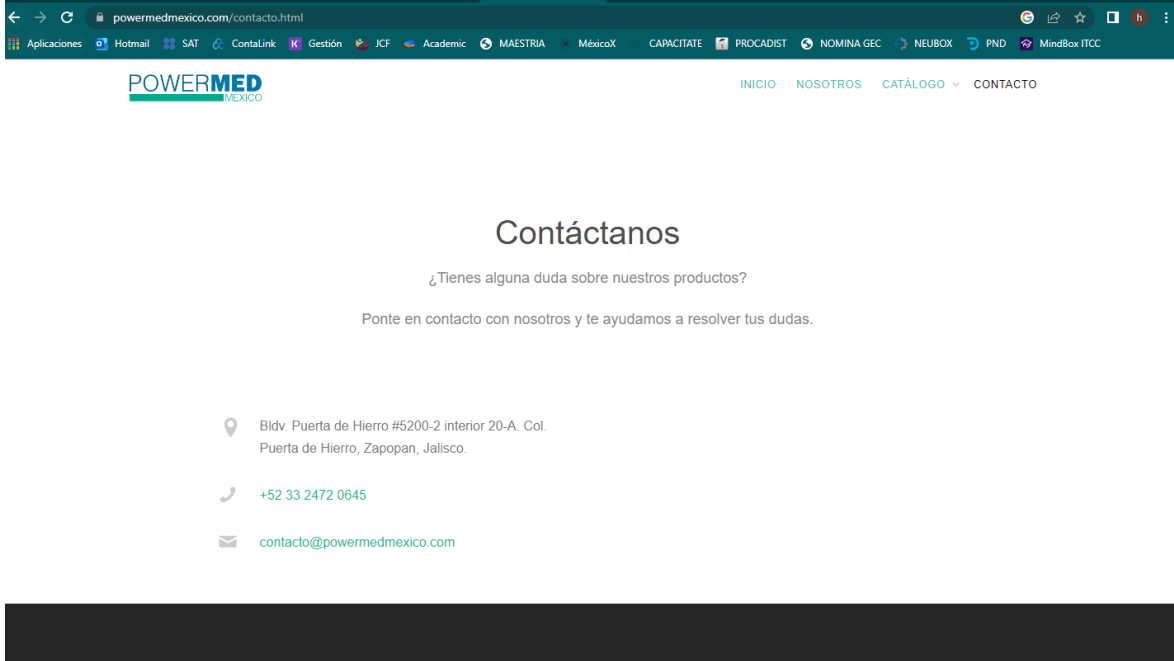 powermedmexico.com/contacto.html
Aplicaciones Hotmail SAT ContaLink Gestión JCF Academic MAESTRIA MéxicoX CAPACITATE PROCADIST NOMINA GEC NEUBOX PND MindBox ITCC
POWERMED
MEXICO
INICIO NOSOTROS CATÁLOGO CONTACTO
Contáctanos
¿Tienes alguna duda sobre nuestros productos?
Ponte en contacto con nosotros y te ayudamos a resolver tus dudas.
Bldv. Puerta de Hierro #5200-2 interior 20-A. Col.
Puerta de Hierro, Zapopan, Jalisco.
+52 33 2472 0645
contacto@powermedmexico.com